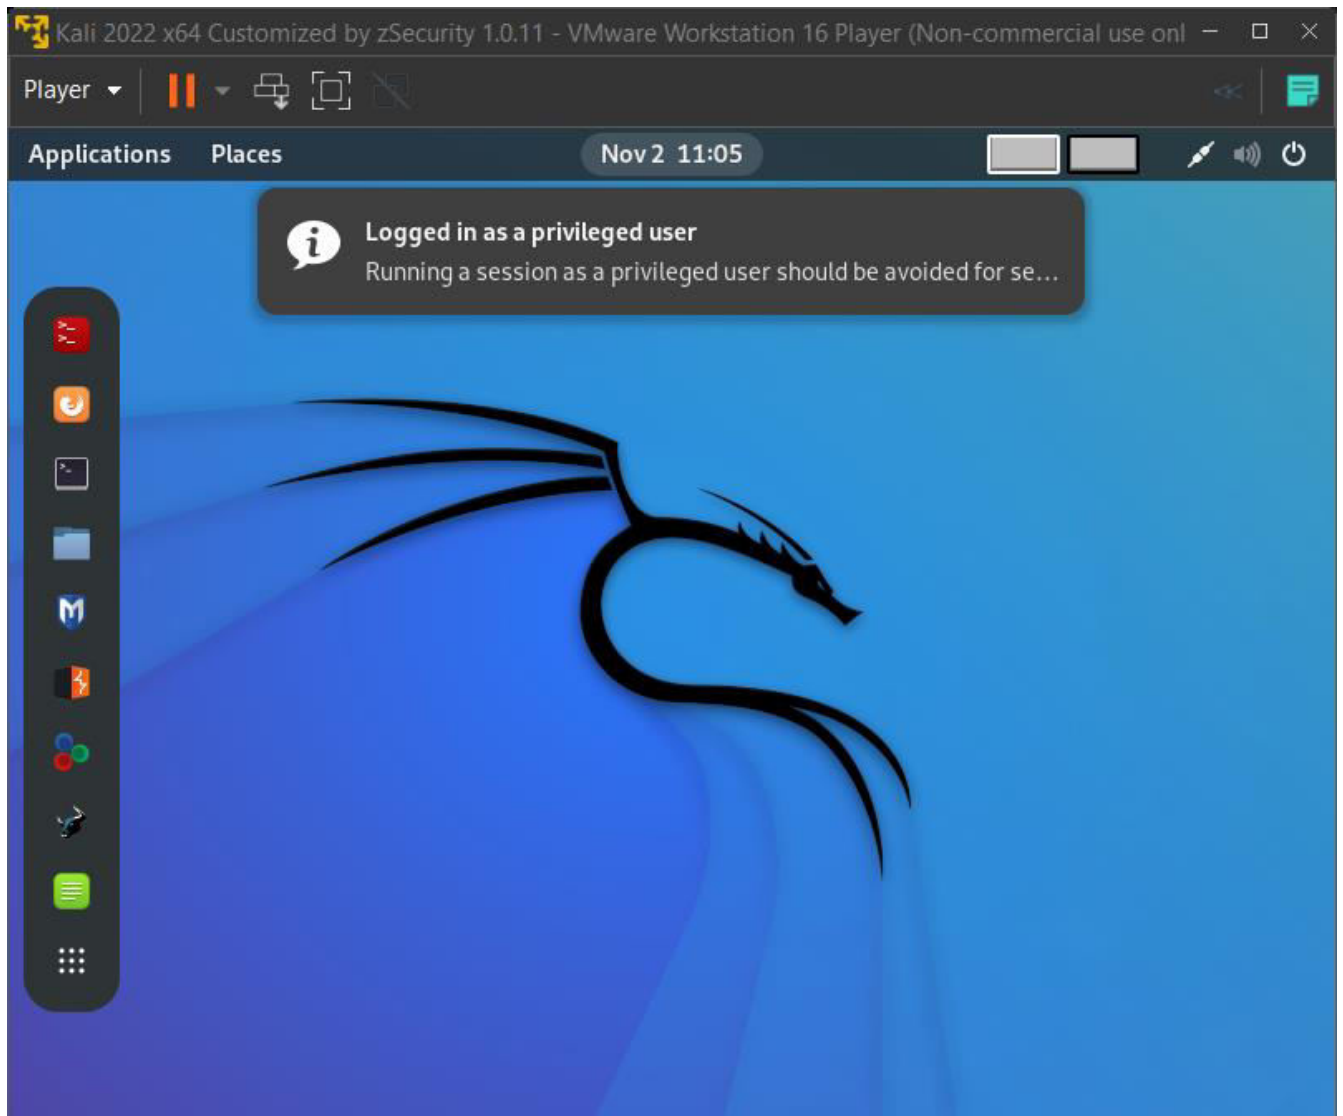 Kali 2022 x64 Customized by zSecurity 1.0.11 - VMware Workstation 16 Player (Non-commercial use onl
Player
Applications Places Nov 2 11:05
Logged in as a privileged user
Running a session as a privileged user should be avoided for se…